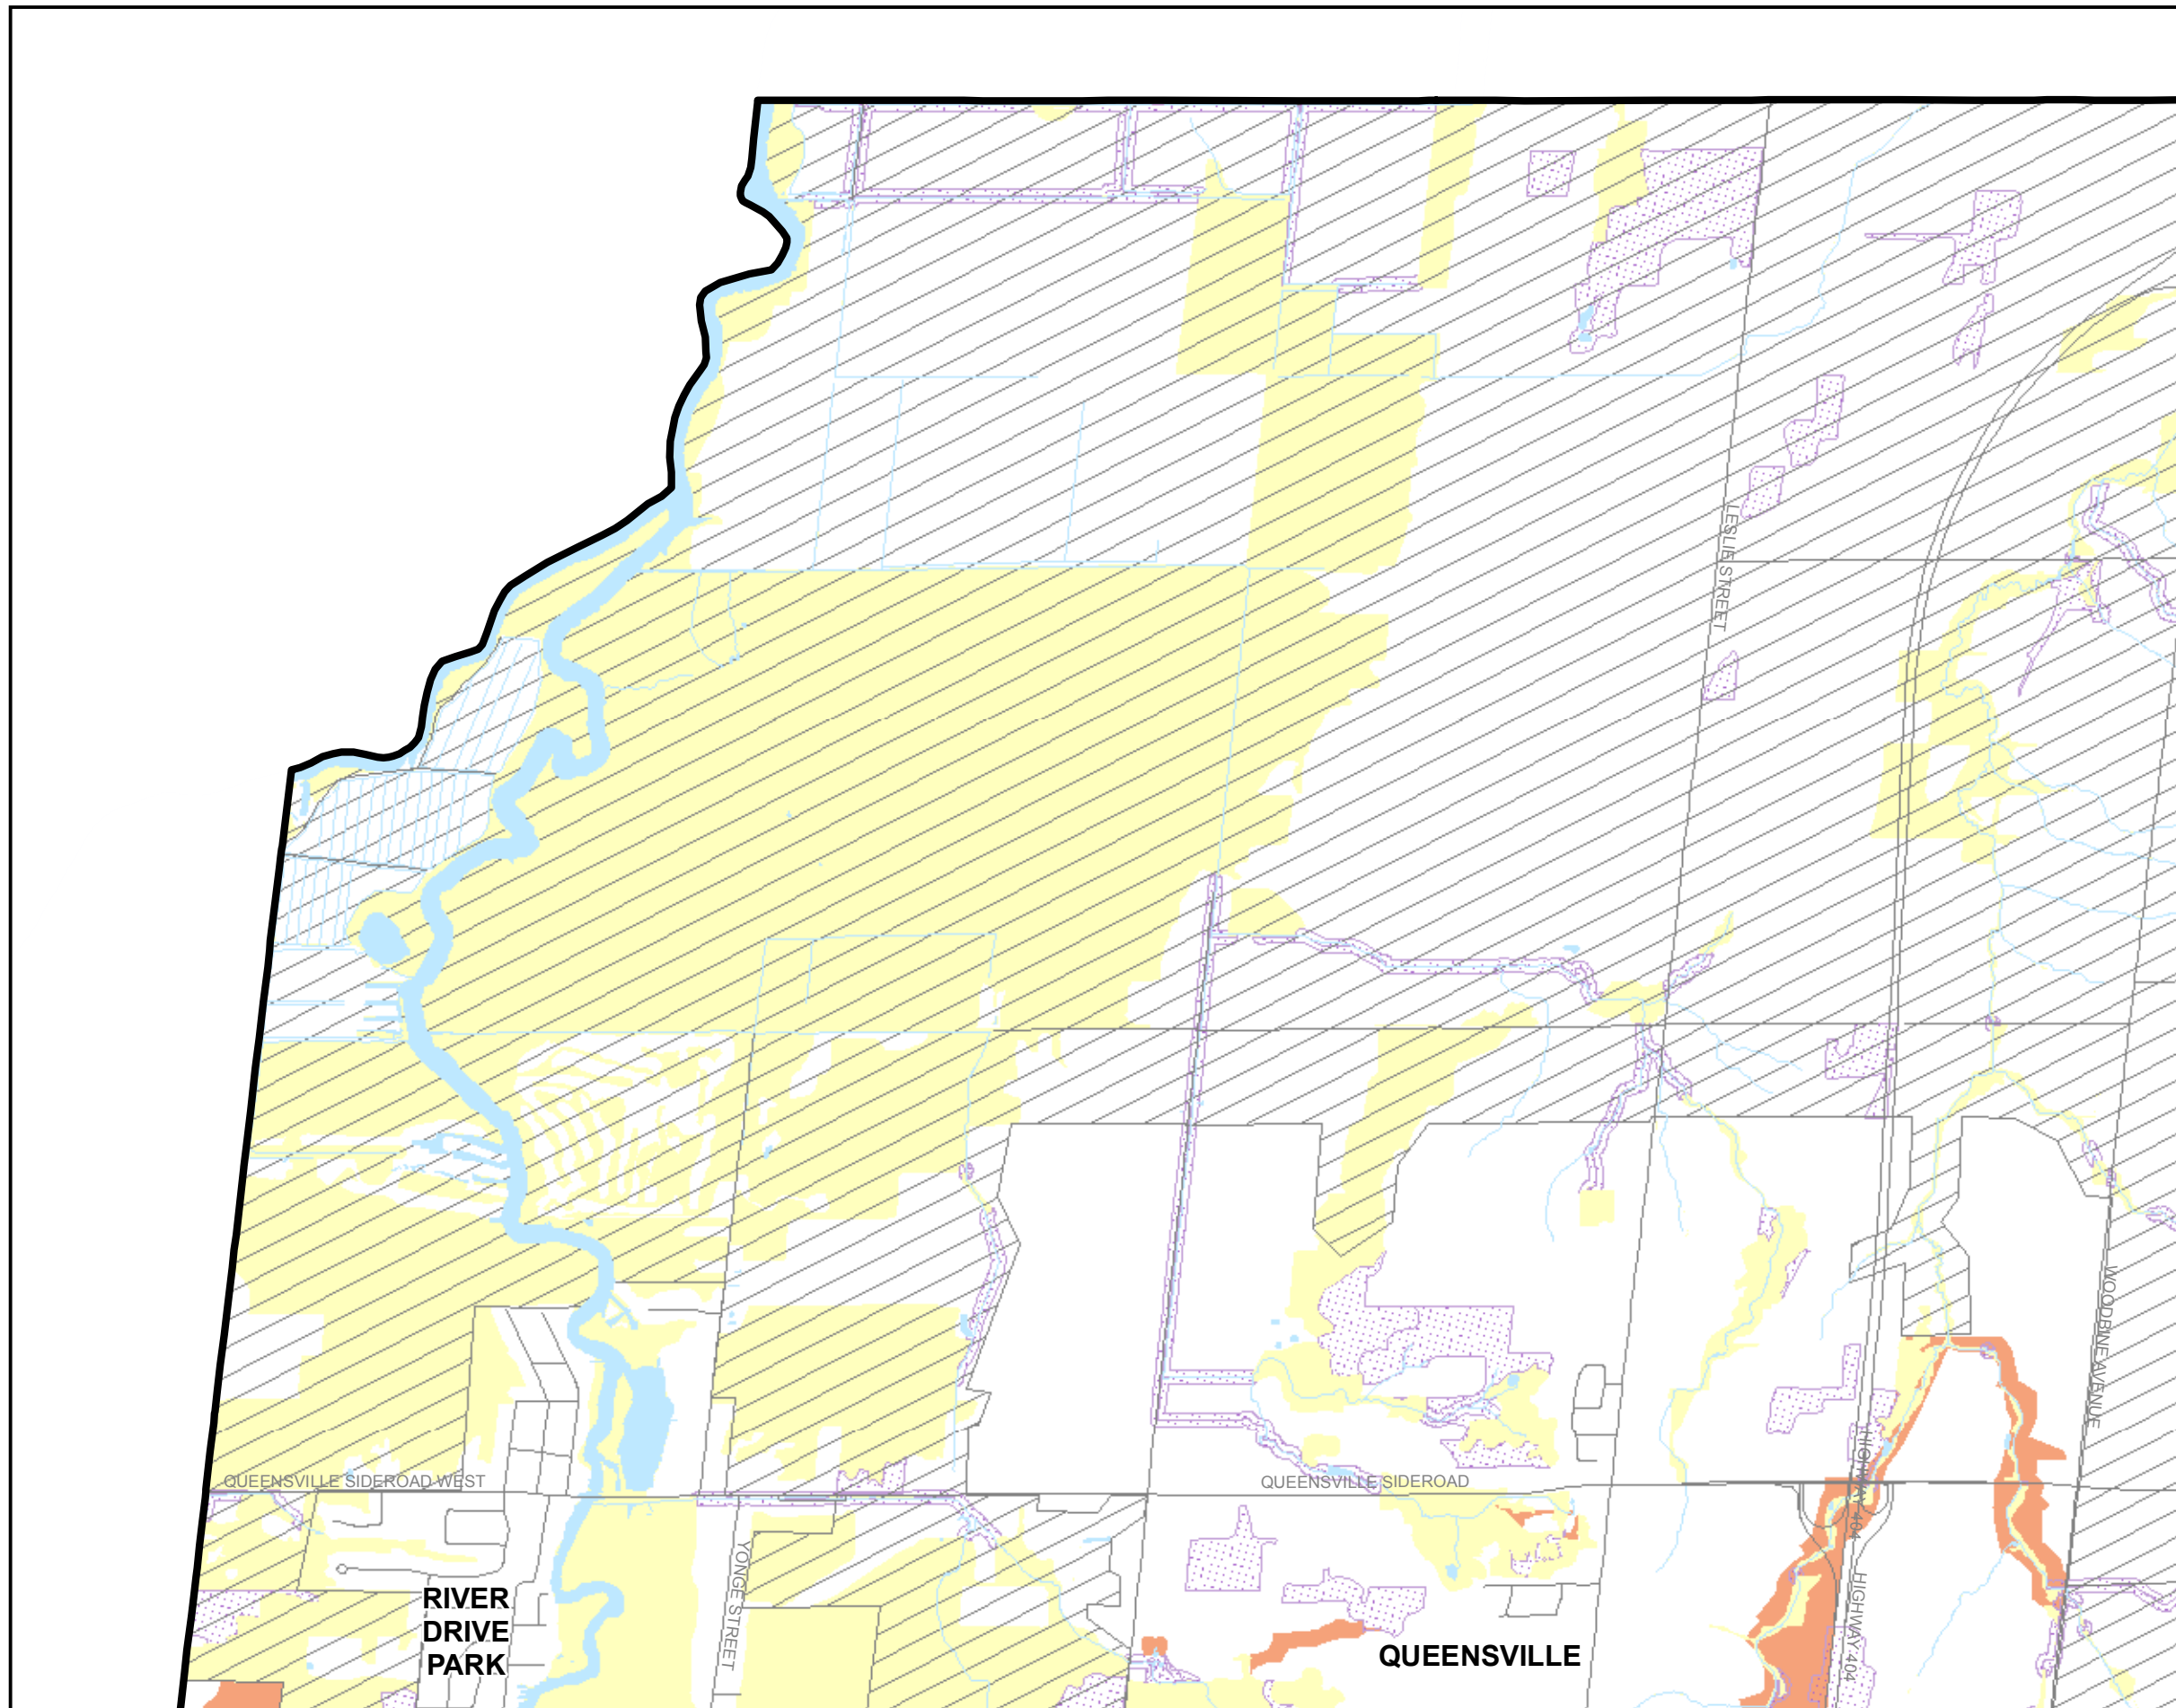 LESLIE STREET
WOODBINE AVENUE
QUEENSVILLE SIDEROAD WEST
QUEENSVILLE SIDEROAD
HIGHWAY 404
HIGHWAY 404
YONGE STREET
RIVER
DRIVE
PARK
QUEENSVILLE